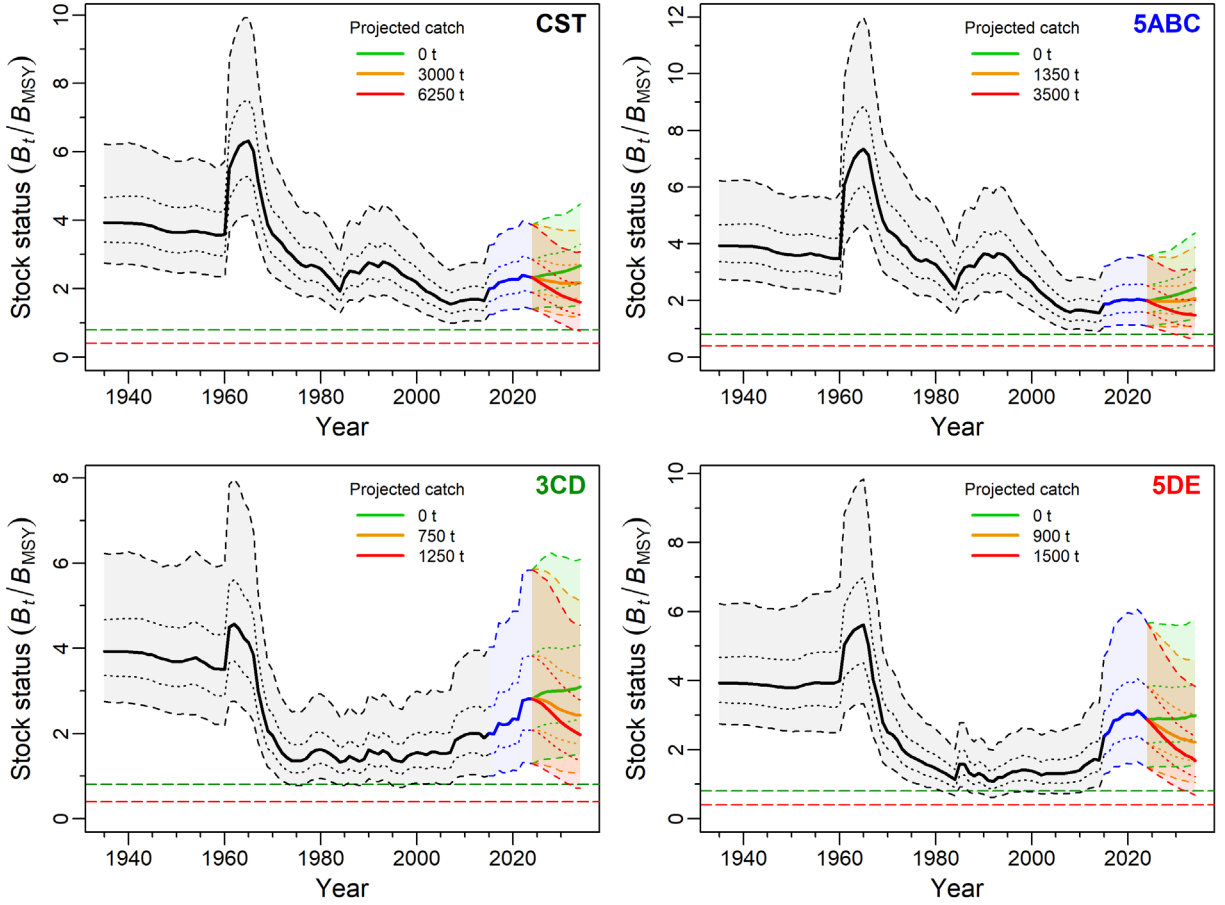 CST
Projected catch
0 t
3000 t
6250 t
Stock status (Bt / BMSY)
0
2
4
6
8
10
1940
1960
1980
2000
2020
Year
5ABC
Projected catch
0 t
1350 t
3500 t
Stock status (Bt / BMSY)
0
2
4
6
8
10
12
1940
1960
1980
2000
2020
Year
3CD
Projected catch
0 t
750 t
1250 t
Stock status (Bt / BMSY)
0
2
4
6
8
1940
1960
1980
2000
2020
Year
5DE
Projected catch
0 t
900 t
1500 t
Stock status (Bt / BMSY)
0
2
4
6
8
10
1940
1960
1980
2000
2020
Year